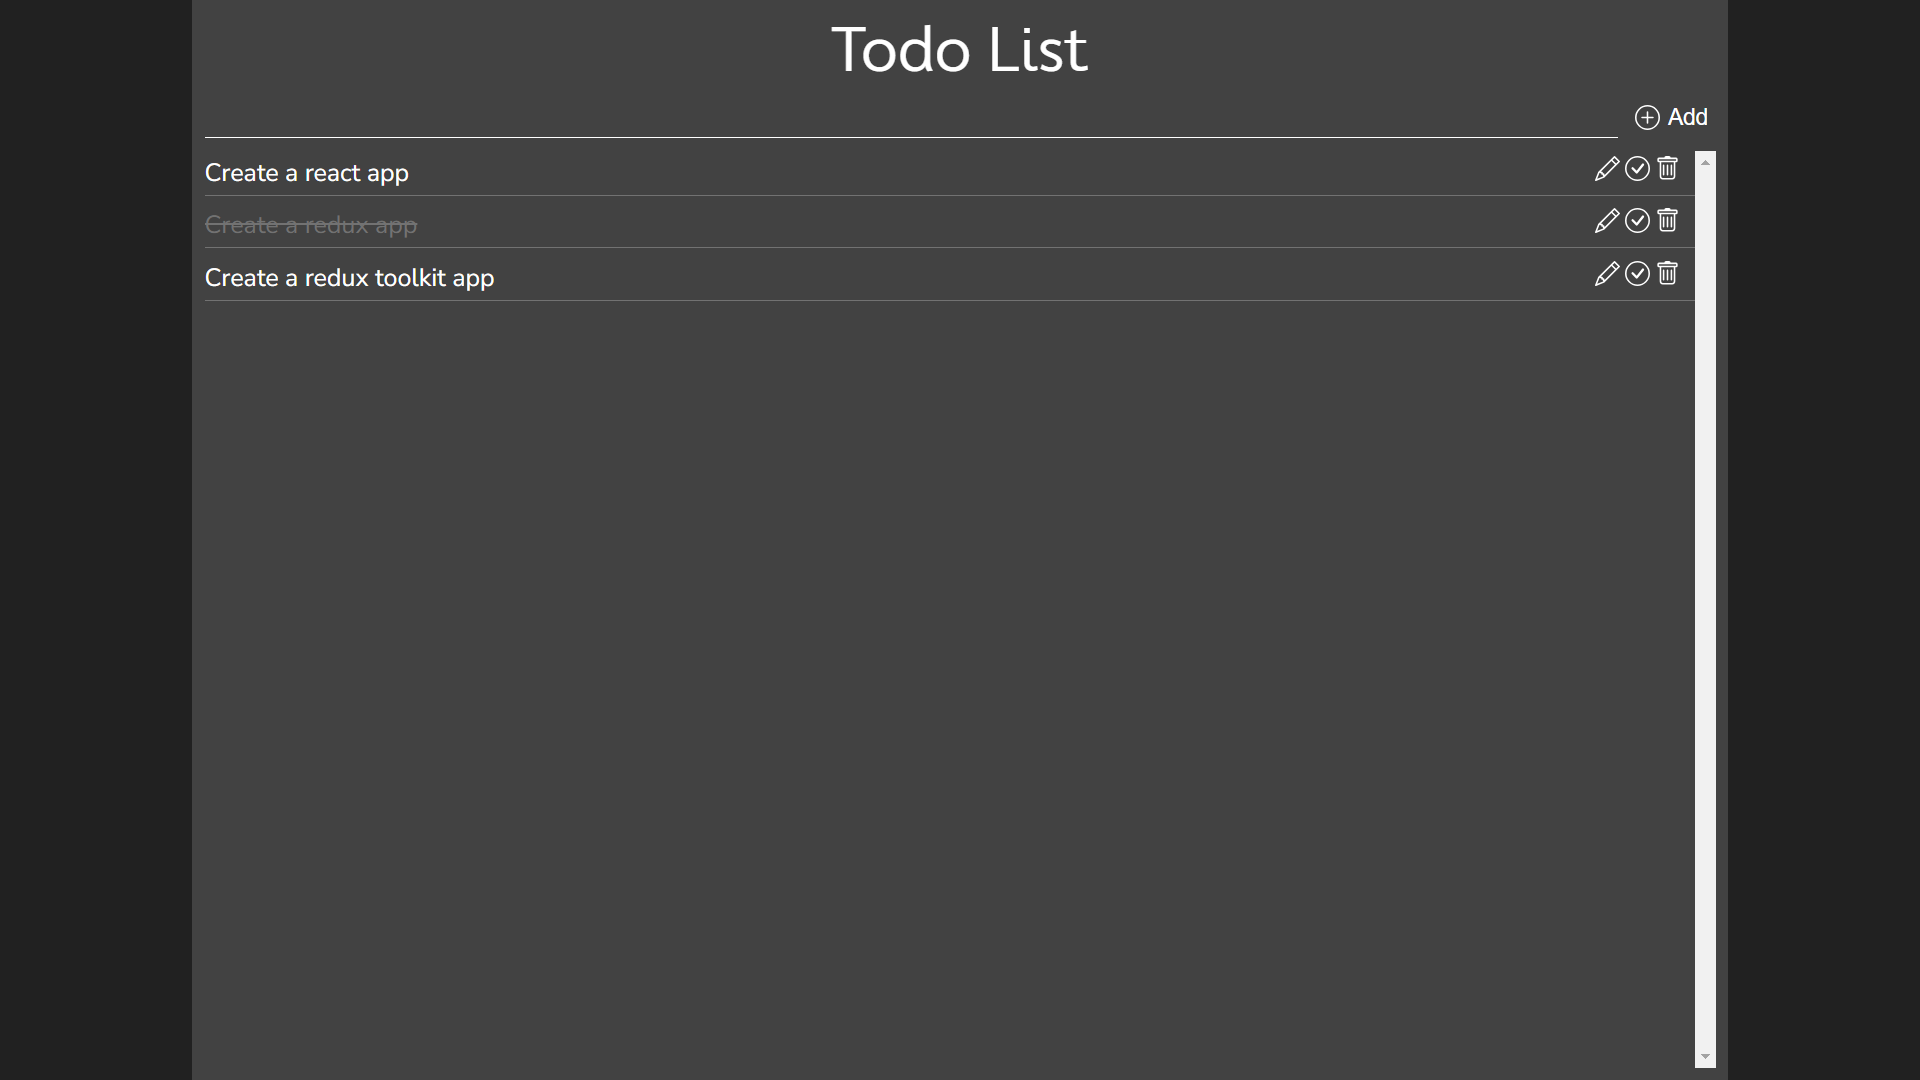 Todo List
Add
Create a react app
Create a redux app
Create a redux toolkit app